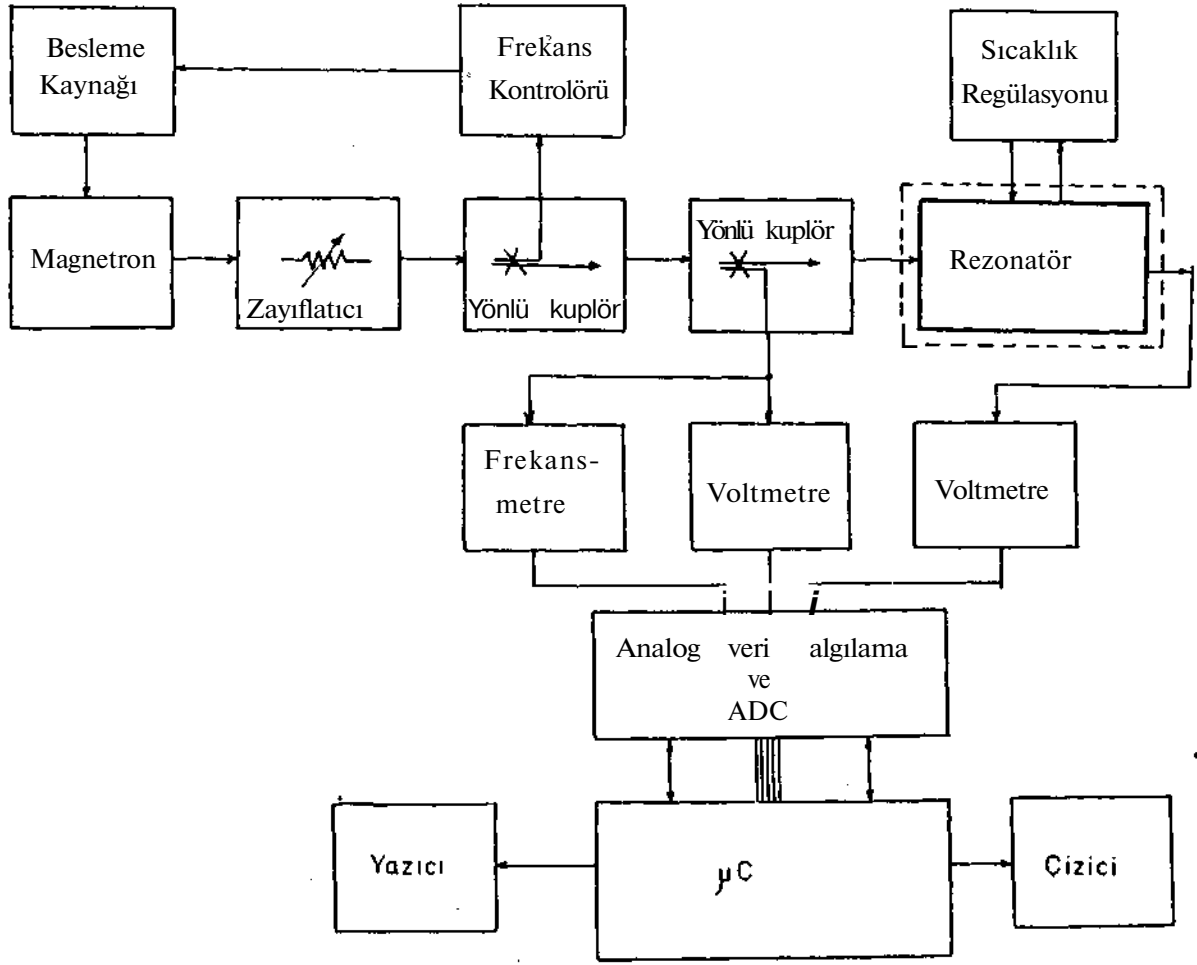 Besleme
Kaynağı
Frekans
Kontrolörü
Sıcaklık
Regülasyonu
Magnetron
Zayıflatıcı
Yönlü kuplör
Yönlü kuplör
Rezonatör
Frekans-
metre
Voltmetre
Voltmetre
Analog veri algılama
ve
ADC
Yazıcı
µC
Çizici